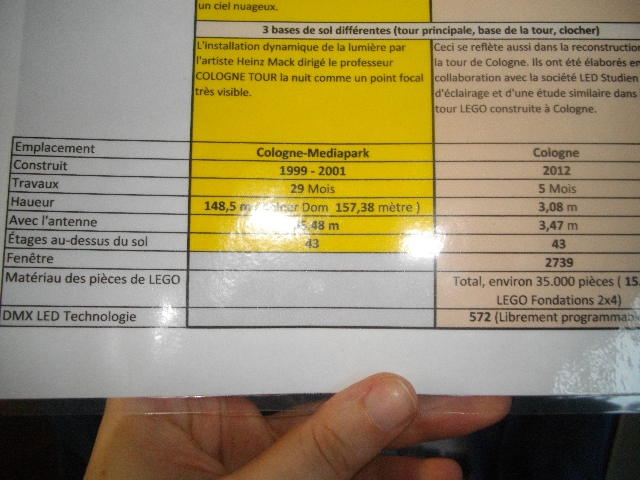 un ciel nuageux.
3 bases de sol différentes (tour principale, base de la tour, clocher)
L'installation dynamique de la lumière par
l'artiste Heinz Mack dirigé le professeur
COLOGNE TOUR la nuit comme un point focal
très visible.
Ceci se reflète aussi dans la reconstruction
la tour de Cologne. Ils ont été élaborés en
collaboration avec la société LED Studien
d'éclairage et d'une étude similaire dans
tour LEGO construite à Cologne.
Emplacement Cologne-Mediapark Cologne
Construit 1999 - 2001 2012
Travaux 29 Mois 5 Mois
Haueur 148,5 m Dom 157,38 mètre ) 3,08 m
Avec l'antenne m 3,47 m
Étages au-dessus du sol 43 43
Fenêtre 2739
Matériau des pièces de LEGO Total, environ 35.000 pièces ( 15.
LEGO Fondations 2x4)
DMX LED Technologie 572 (Librement